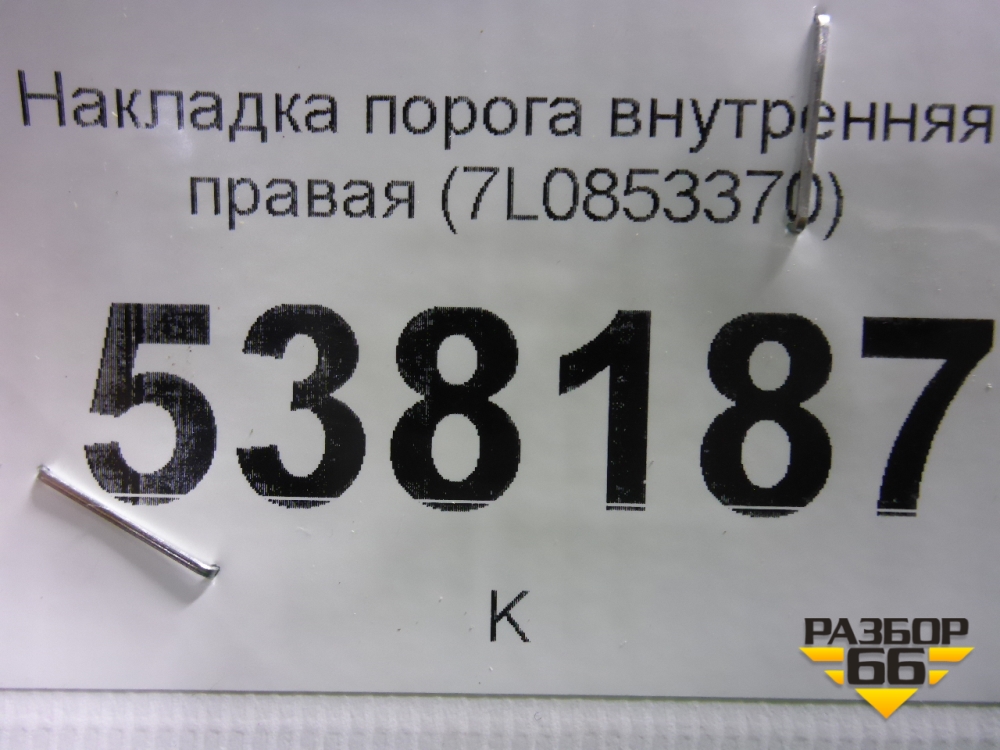 Накладка порога внутренняя
правая (7L0853370)
538187
К
РАЗБОР
66